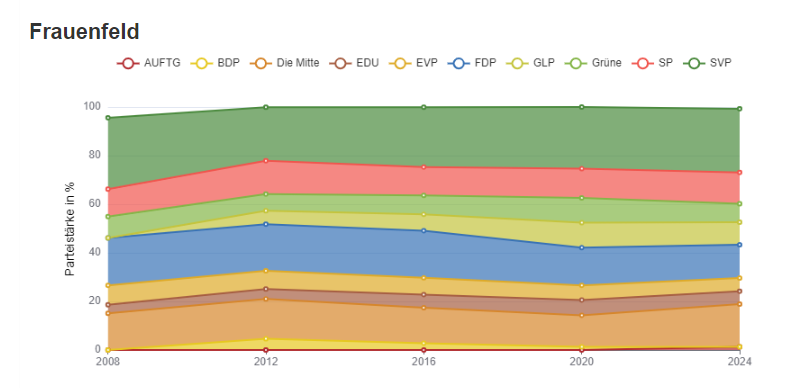 Frauenfeld
AUFTG BDP Die Mitte EDU EVP FDP GLP Grüne SP SVP
Parteistärke in %
100
80
60
40
20
0
2008 2012 2016 2020 2024